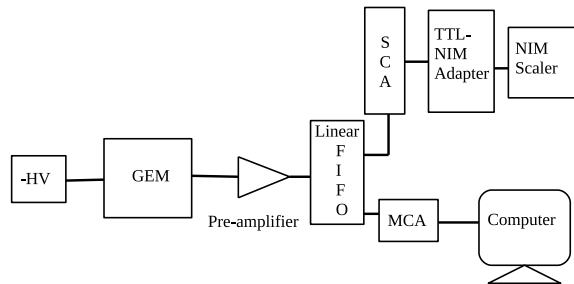 -HV
GEM
Pre-amplifier
Linear
F
I
F
O
S
C
A
TTL-
NIM
Adapter
NIM
Scaler
MCA
Computer